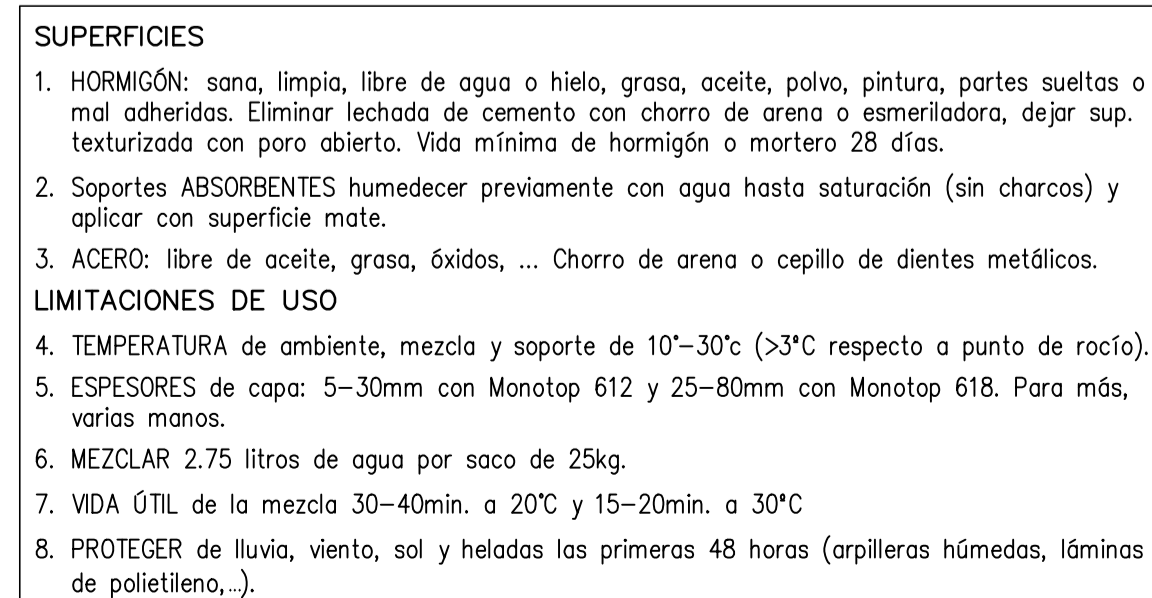 SUPERFICIES
1. HORMIGÓN: sana, limpia, libre de agua o hielo, grasa, aceite, polvo, pintura, partes sueltas o
mal adheridas. Eliminar lechada de cemento con chorro de arena o esmeriladora, dejar sup.
texturizada con poro abierto. Vida mínima de hormigón o mortero 28 días.
2. Soportes ABSORBENTES humedecer previamente con agua hasta saturación (sin charcos) y
aplicar con superficie mate.
3. ACERO: libre de aceite, grasa, óxidos, ... Chorro de arena o cepillo de dientes metálicos.
LIMITACIONES DE USO
4. TEMPERATURA de ambiente, mezcla y soporte de 10°-30°c (>3°C respecto a punto de rocío).
5. ESPESORES de capa: 5-30mm con Monotop 612 y 25-80mm con Monotop 618. Para más,
varias manos.
6. MEZCLAR 2.75 litros de agua por saco de 25kg.
7. VIDA ÚTIL de la mezcla 30-40min. a 20°C y 15-20min. a 30°C
8. PROTEGER de lluvia, viento, sol y heladas las primeras 48 horas (arpilleras húmedas, láminas
de polietileno,...).